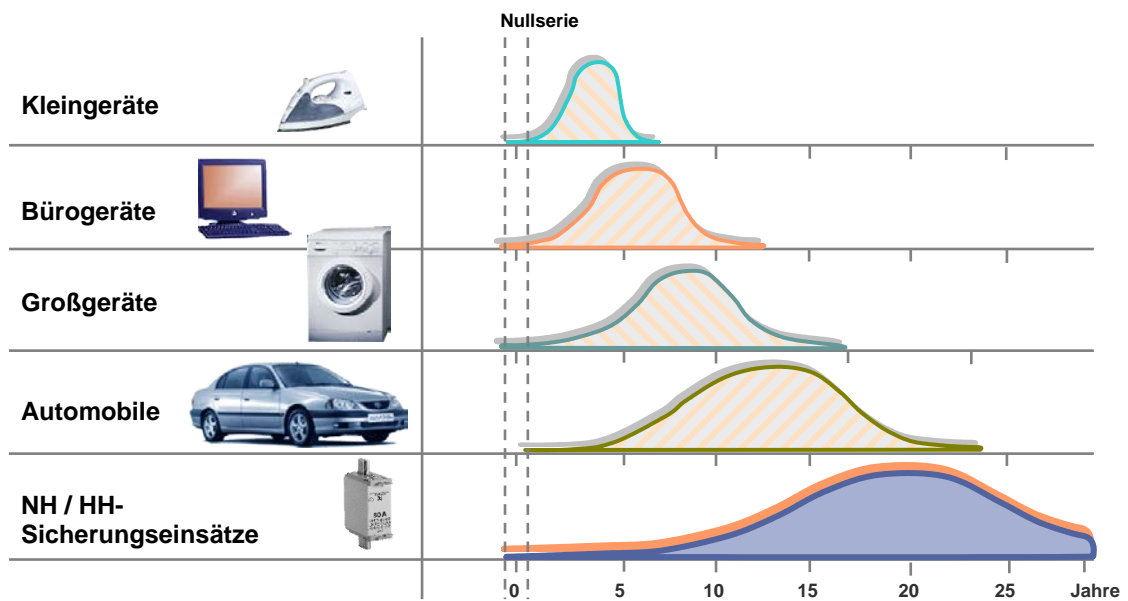 Nullserie
Kleingeräte
Bürogeräte
Großgeräte
Automobile
NH / HH-
Sicherungseinsätze
0 5 10 15 20 25 Jahre